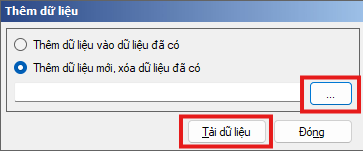 Thêm dữ liệu
Thêm dữ liệu vào dữ liệu đã có
Thêm dữ liệu mới, xóa dữ liệu đã có
...
Tải dữ liệu Đóng